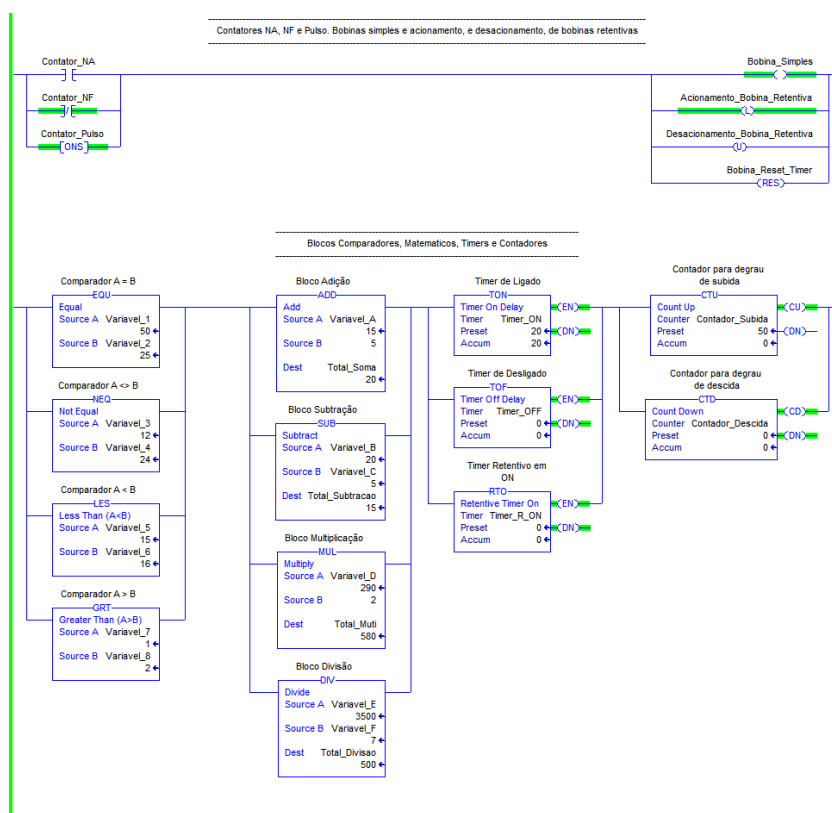 Contatores NA, NF e Pulso. Bobinas simples e acionamento, e desacionamento, de bobinas retentivas
Contator_NA
Contator_NF
/
Contator_Pulso
ONS
Bobina_Simples
Acionamento_Bobina_Retentiva
L
Desacionamento_Bobina_Retentiva
U
Bobina_Reset_Timer
RES
Blocos Comparadores, Matematicos, Timers e Contadores
Comparador A = B
EQU
Equal
Source A Variavel_1
50
Source B Variavel_2
25
Comparador A <> B
NEQ
Not Equal
Source A Variavel_3
12
Source B Variavel_4
24
Comparador A < B
LES
Less Than (A<B)
Source A Variavel_5
15
Source B Variavel_6
16
Comparador A > B
GRT
Greater Than (A>B)
Source A Variavel_7
1
Source B Variavel_8
2
Bloco Adição
ADD
Add
Source A Variavel_A
15
Source B 5
Dest Total_Soma
20
Bloco Subtração
SUB
Subtract
Source A Variavel_B
20
Source B Variavel_C
5
Dest Total_Subtracao
15
Bloco Multiplicação
MUL
Multiply
Source A Variavel_D
290
Source B 2
Dest Total_Muti
580
Bloco Divisão
DIV
Divide
Source A Variavel_E
3500
Source B Variavel_F
7
Dest Total_Divisao
500
Timer de Ligado
TON
Timer On Delay (EN)
Timer Timer_ON
Preset 20 (DN)
Accum 20
Timer de Desligado
TOF
Timer Off Delay (EN)
Timer Timer_OFF
Preset 0 (DN)
Accum 0
Timer Retentivo em
ON
RTO
Retentive Timer On (EN)
Timer Timer_R_ON
Preset 0 (DN)
Accum 0
Contador para degrau
de subida
CTU
Count Up (CU)
Counter Contador_Subida
Preset 50 (DN)
Accum 0
Contador para degrau
de descida
CTD
Count Down (CD)
Counter Contador_Descida
Preset 0 (DN)
Accum 0